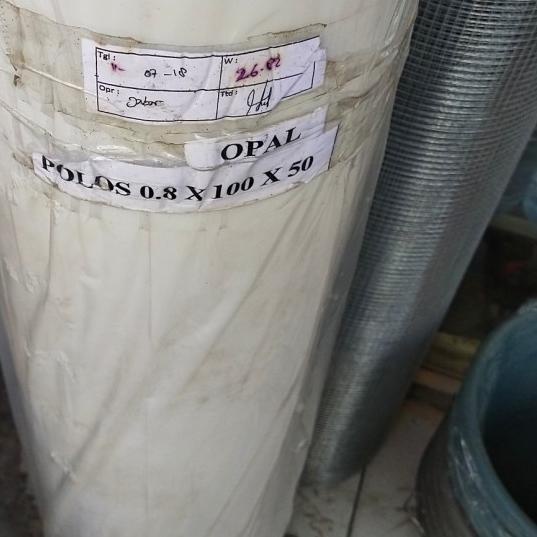 Tgl : 07 - 18 W : 26.82
Opr : Ttd :
OPAL
POLOS 0.8 X 100 X 50